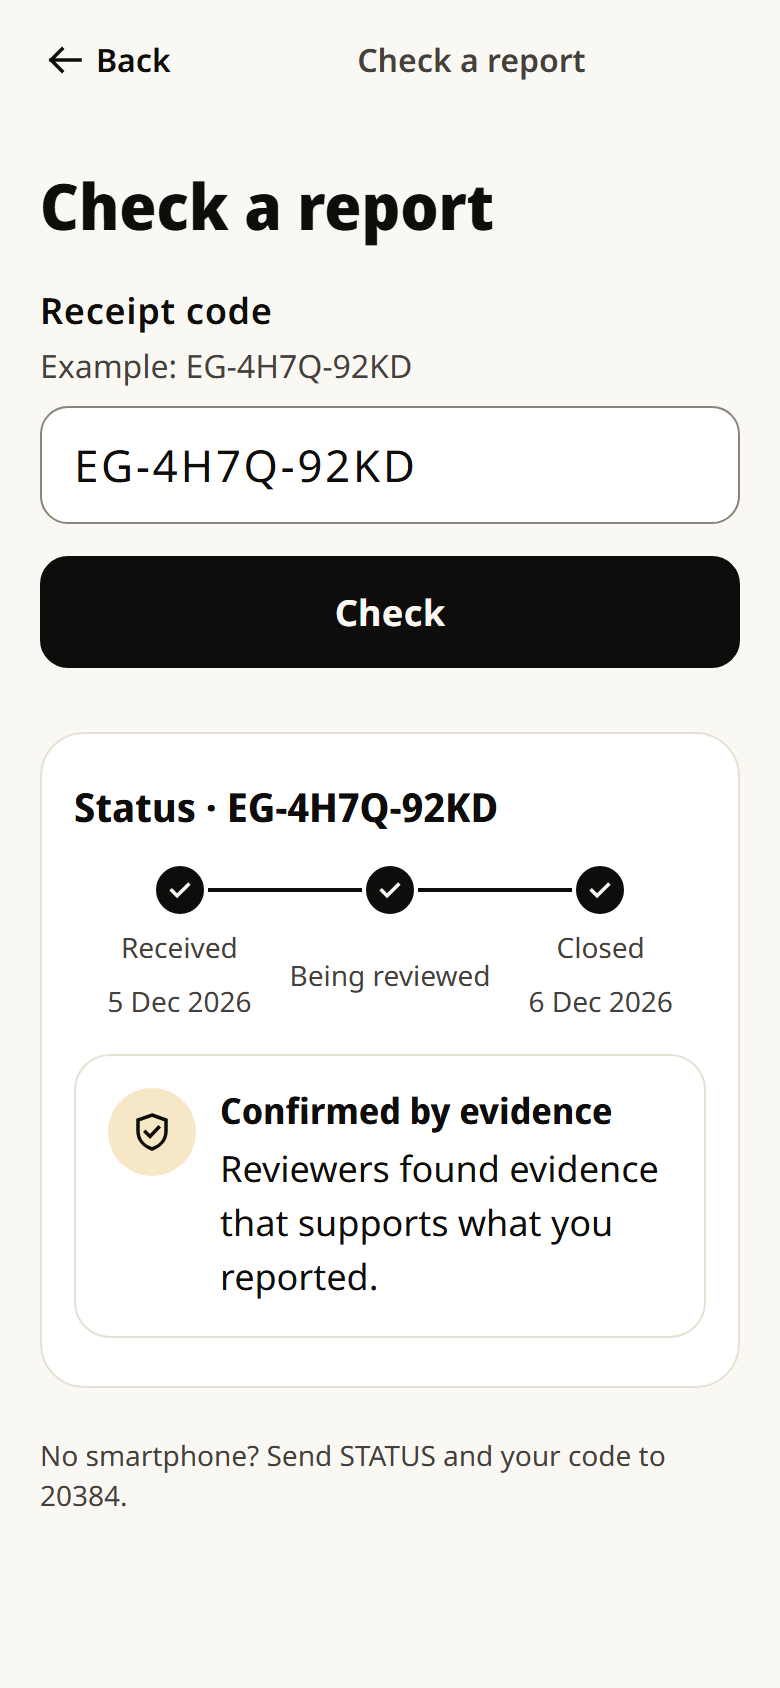 Back
Check a report
Check a report
Receipt code
Example: EG-4H7Q-92KD
EG-4H7Q-92KD
Check
Status · EG-4H7Q-92KD
Received
5 Dec 2026
Being reviewed
Closed
6 Dec 2026
Confirmed by evidence
Reviewers found evidence
that supports what you
reported.
No smartphone? Send STATUS and your code to
20384.